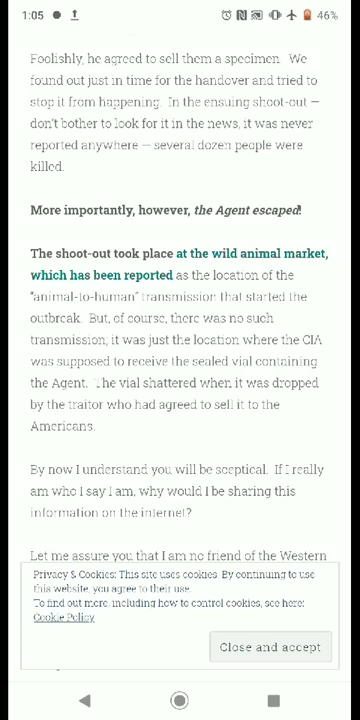 1:05
46%
Foolishly, he agreed to sell them a specimen. We
found out just in time for the handover and tried to
stop it from happening. In the ensuing shoot-out —
don't bother to look for it in the news, it was never
reported anywhere — several dozen people were
killed.
More importantly, however, the Agent escaped!
The shoot-out took place at the wild animal market,
which has been reported as the location of the
"animal-to-human" transmission that started the
outbreak. But, of course, there was no such
transmission; it was just the location where the CIA
was supposed to receive the sealed vial containing
the Agent. The vial shattered when it was dropped
by the traitor who had agreed to sell it to the
Americans.
By now I understand you will be sceptical. If I really
am who I say I am, why would I be sharing this
information on the internet?
Let me assure you that I am no friend of the Western
Privacy & Cookies: This site uses cookies. By continuing to use
this website, you agree to their use.
To find out more, including how to control cookies, see here:
Cookie Policy
Close and accept